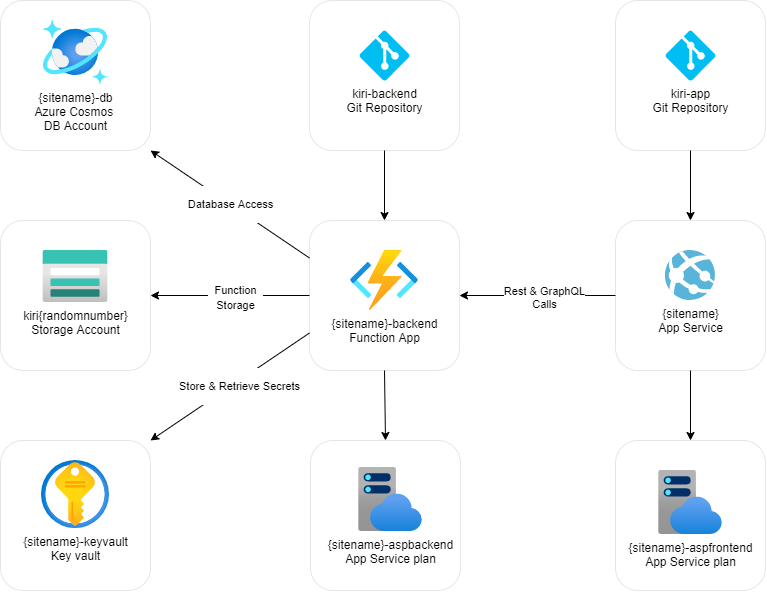 {sitename}-db
Azure Cosmos
DB Account
kiri-backend
Git Repository
kiri-app
Git Repository
Database Access
kiri{randomnumber}
Storage Account
Function
Storage
{sitename}-backend
Function App
Rest & GraphQL
Calls
{sitename}
App Service
Store & Retrieve Secrets
{sitename}-keyvault
Key vault
{sitename}-aspbackend
App Service plan
{sitename}-aspfrontend
App Service plan